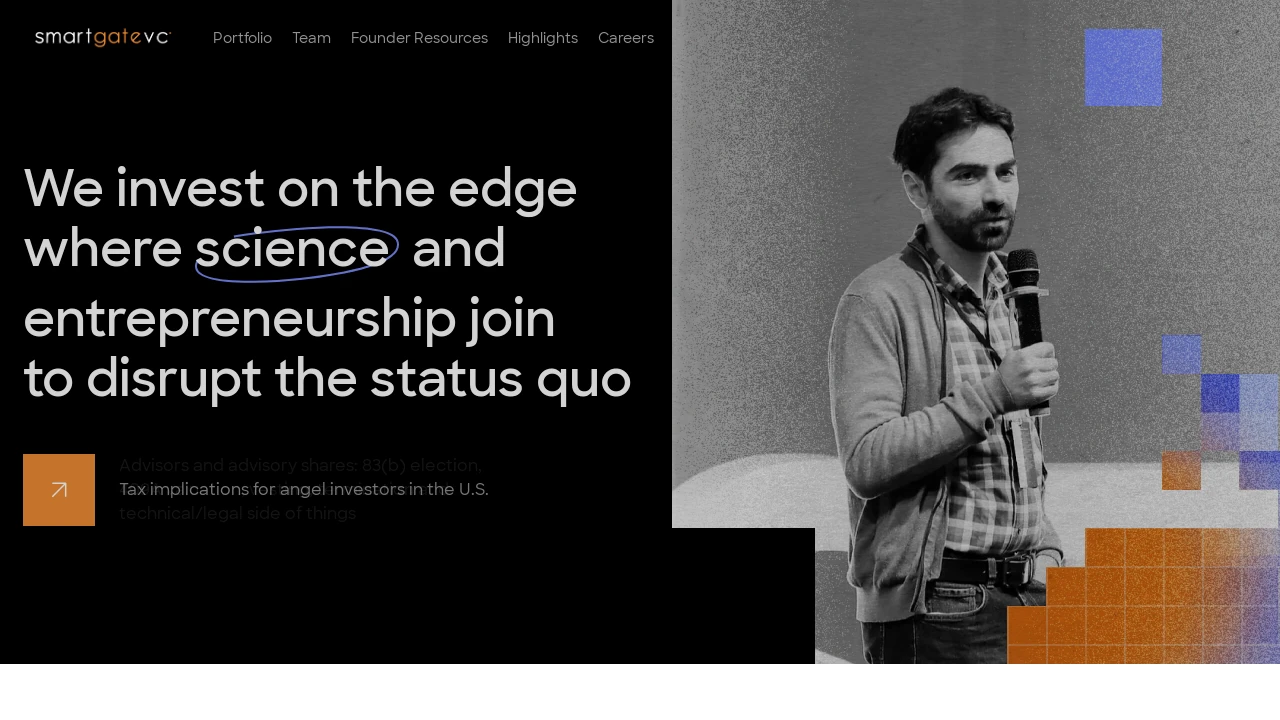 smartgatevc
Portfolio
Team
Founder Resources
Highlights
Careers
We invest on the edge
where science and
entrepreneurship join
to disrupt the status quo
Advisors and advisory shares: 83(b) election,
Tax implications for angel investors in the U.S.
technical/legal side of things